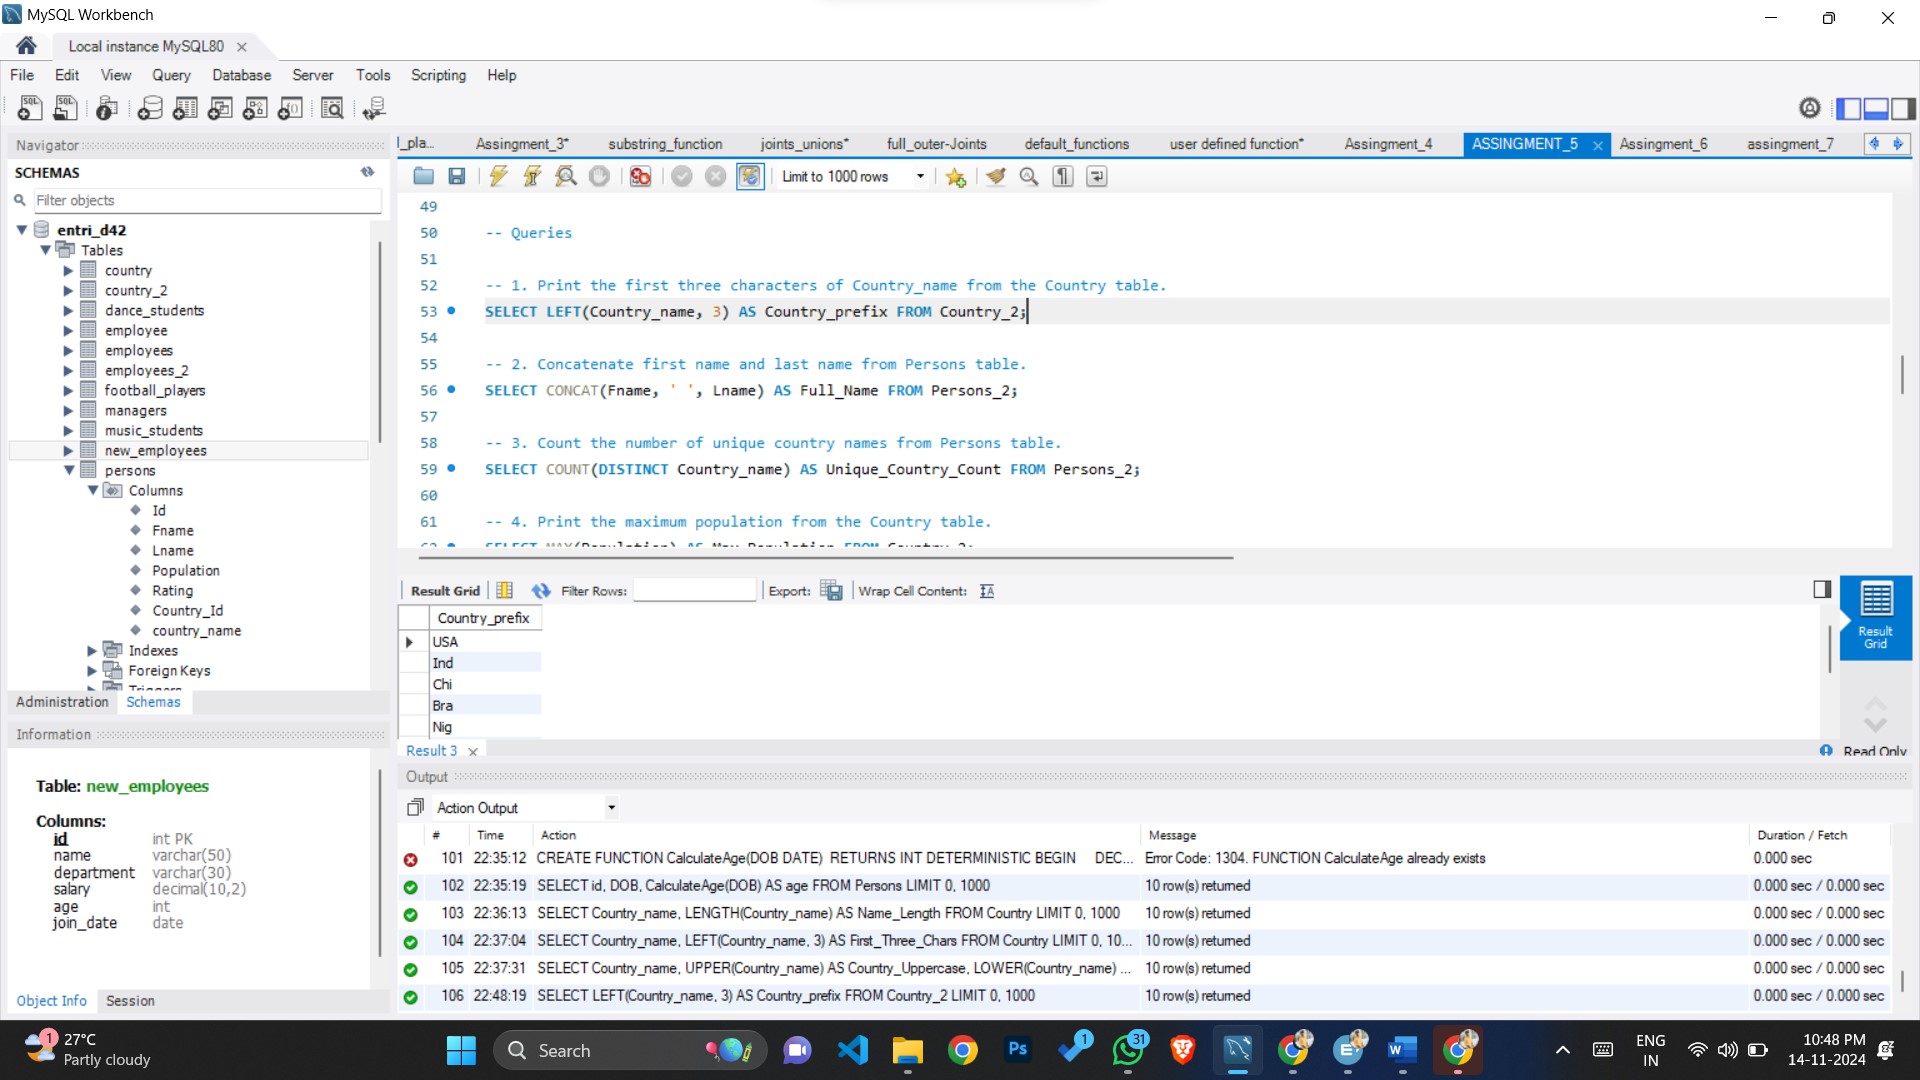 MySQL Workbench
Local instance MySQL80
File Edit View Query Database Server Tools Scripting Help
Navigator
SCHEMAS
Filter objects
entri_d42
Tables
country
country_2
dance_students
employee
employees
employees_2
football_players
managers
music_students
new_employees
persons
Columns
Id
Fname
Lname
Population
Rating
Country_Id
country_name
Indexes
Foreign Keys
Triggers
Administration Schemas
Information
Table: new_employees
Columns:
id int PK
name varchar(50)
department varchar(30)
salary decimal(10,2)
age int
join_date date
Object Info Session
l_pla... Assingment_3* substring_function joints_unions* full_outer-Joints default_functions user defined function* Assingment_4 ASSINGMENT_5 Assingment_6 assingment_7
Limit to 1000 rows
49
50 -- Queries
51
52 -- 1. Print the first three characters of Country_name from the Country table.
53 SELECT LEFT(Country_name, 3) AS Country_prefix FROM Country_2;
54
55 -- 2. Concatenate first name and last name from Persons table.
56 SELECT CONCAT(Fname, ' ', Lname) AS Full_Name FROM Persons_2;
57
58 -- 3. Count the number of unique country names from Persons table.
59 SELECT COUNT(DISTINCT Country_name) AS Unique_Country_Count FROM Persons_2;
60
61 -- 4. Print the maximum population from the Country table.
62 SELECT MAX(Population) AS Max_Population FROM Country_2;
Result Grid Filter Rows: Export: Wrap Cell Content:
Country_prefix
USA
Ind
Chi
Bra
Nig
Result Grid
Result 3
Read Only
Output
Action Output
# Time Action Message Duration / Fetch
101 22:35:12 CREATE FUNCTION CalculateAge(DOB DATE) RETURNS INT DETERMINISTIC BEGIN DEC... Error Code: 1304. FUNCTION CalculateAge already exists 0.000 sec
102 22:35:19 SELECT id, DOB, CalculateAge(DOB) AS age FROM Persons LIMIT 0, 1000 10 row(s) returned 0.000 sec / 0.000 sec
103 22:36:13 SELECT Country_name, LENGTH(Country_name) AS Name_Length FROM Country LIMIT 0, 1000 10 row(s) returned 0.000 sec / 0.000 sec
104 22:37:04 SELECT Country_name, LEFT(Country_name, 3) AS First_Three_Chars FROM Country LIMIT 0, 10... 10 row(s) returned 0.000 sec / 0.000 sec
105 22:37:31 SELECT Country_name, UPPER(Country_name) AS Country_Uppercase, LOWER(Country_name) ... 10 row(s) returned 0.000 sec / 0.000 sec
106 22:48:19 SELECT LEFT(Country_name, 3) AS Country_prefix FROM Country_2 LIMIT 0, 1000 10 row(s) returned 0.000 sec / 0.000 sec
1 27°C
Partly cloudy
Search
Ps
1
31
ENG
IN
10:48 PM
14-11-2024